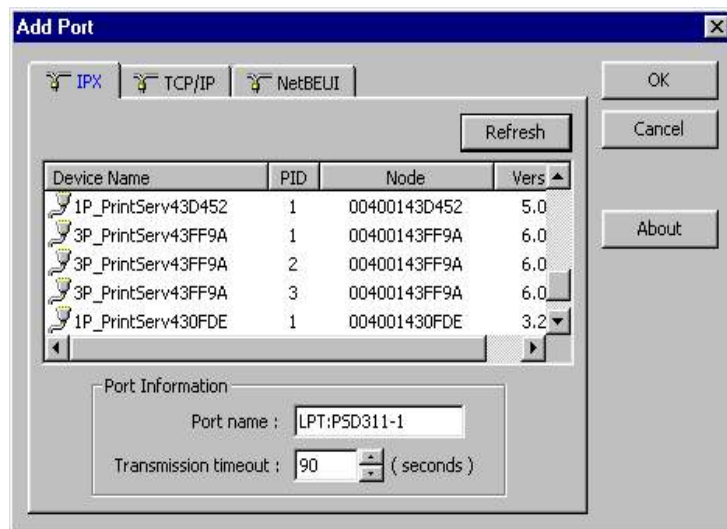 Add Port
IPX TCP/IP NetBEUI
OK
Refresh
Cancel
Device Name PID Node Vers
1P_PrintServ43D452 1 00400143D452 5.0
3P_PrintServ43FF9A 1 00400143FF9A 6.0
About
3P_PrintServ43FF9A 2 00400143FF9A 6.0
3P_PrintServ43FF9A 3 00400143FF9A 6.0
1P_PrintServ430FDE 1 004001430FDE 3.2
Port Information
Port name : LPT:PSD311-1
Transmission timeout : 90 ( seconds )